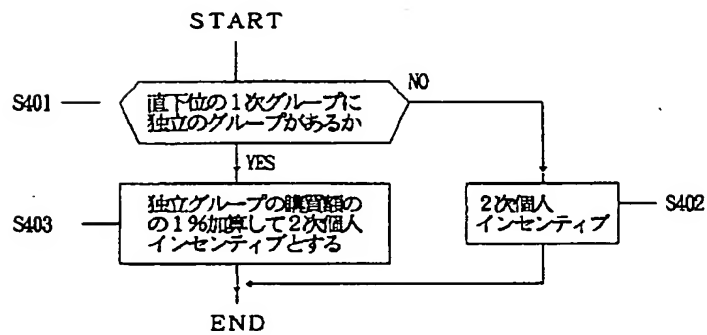 START
NO
S401
直下位の1次グループに
独立のグループがあるか
YES
S403
独立グループの購買額の
の1%加算して2次個人
インセンティブとする
2次個人
インセンティブ
S402
END